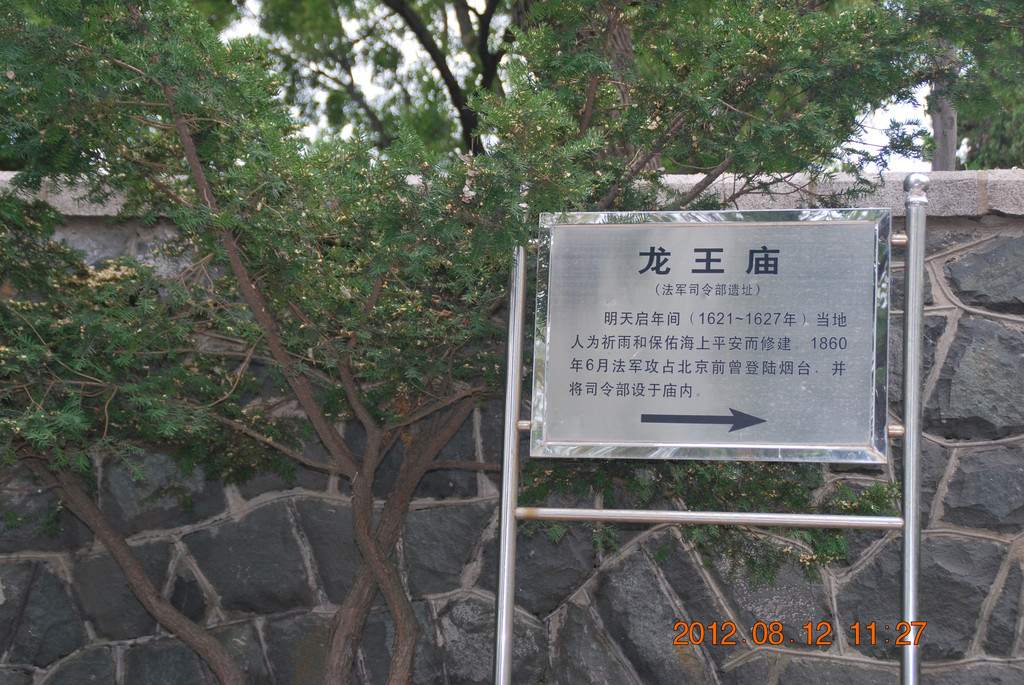 龙王庙
（法军司令部遗址）
明天启年间（1621~1627年）当地
人为祈雨和保佑海上平安而修建．1860
年6月法军攻占北京前曾登陆烟台．并
将司令部设于庙内．
2012.08.12 11:27